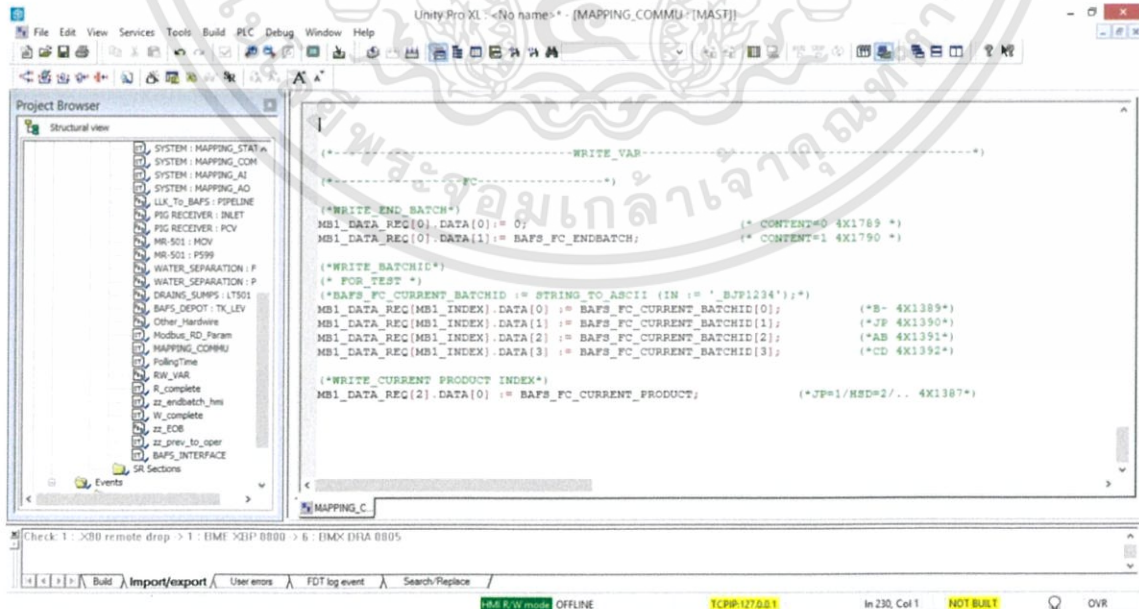 Unity Pro XL : <No name>* - [MAPPING_COMMU : [MAST]]
File Edit View Services Tools Build PLC Debug Window Help
Project Browser
Structural view
SYSTEM : MAPPING_STAT
SYSTEM : MAPPING_COM
SYSTEM : MAPPING_AI
SYSTEM : MAPPING_AO
LLK_To_BAFS : PIPELINE
PIG RECEIVER : INLET
PIG RECEIVER : PCV
MR-501 : MOV
MR-501 : P599
WATER_SEPARATION : F
WATER_SEPARATION : P
DRAINS_SUMPS : LT501
BAFS_DEPOT : TK_LEV
Other_Hardwire
Modbus_RD_Param
MAPPING_COMMU
PollingTime
RW_VAR
R_complete
zz_endbatch_hmi
W_complete
zz_EOB
zz_prev_to_oper
BAFS_INTERFACE
SR Sections
Events
(*-----------------------------WRITE_VAR----------------------------------------*)
(*-----------------FC---------------*)
(*WRITE_END_BATCH*)
MB1_DATA_REQ[0].DATA[0]:= 0; (* CONTENT=0 4X1789 *)
MB1_DATA_REQ[0].DATA[1]:= BAFS_FC_ENDBATCH; (* CONTENT=1 4X1790 *)
(*WRITE_BATCHID*)
(* FOR_TEST *)
(*BAFS_FC_CURRENT_BATCHID := STRING_TO_ASCII (IN := '_BJP1234');*)
MB1_DATA_REQ[MB1_INDEX].DATA[0] := BAFS_FC_CURRENT_BATCHID[0]; (*B- 4X1389*)
MB1_DATA_REQ[MB1_INDEX].DATA[1] := BAFS_FC_CURRENT_BATCHID[1]; (*JP 4X1390*)
MB1_DATA_REQ[MB1_INDEX].DATA[2] := BAFS_FC_CURRENT_BATCHID[2]; (*AB 4X1391*)
MB1_DATA_REQ[MB1_INDEX].DATA[3] := BAFS_FC_CURRENT_BATCHID[3]; (*CD 4X1392*)
(*WRITE_CURRENT PRODUCT INDEX*)
MB1_DATA_REQ[2].DATA[0] := BAFS_FC_CURRENT_PRODUCT; (*JP=1/HSD=2/.. 4X1387*)
MAPPING_C...
Check: 1 : X80 remote drop -> 1 : BME XBP 0800 -> 6 : BMX DRA 0805
Build Import/export User errors FDT log event Search/Replace
HMI R/W mode OFFLINE TCPIP:127.0.0.1 ln 230, Col 1 NOT BUILT OVR